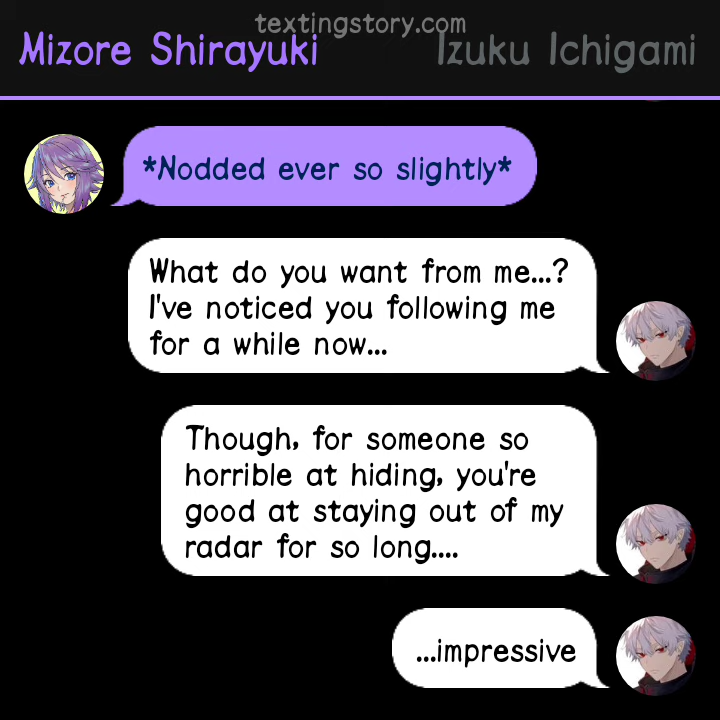 textingstory.com
Mizore Shirayuki
Izuku Ichigami
*Nodded ever so slightly*
What do you want from me...?
I've noticed you following me
for a while now...
Though, for someone so
horrible at hiding, you're
good at staying out of my
radar for so long....
...impressive